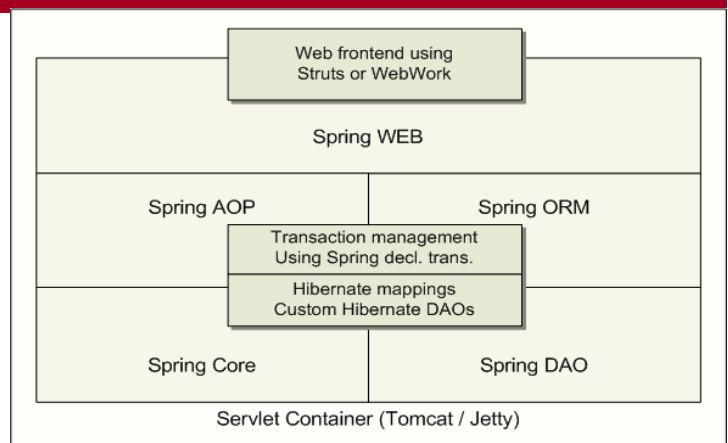 Web frontend using
Struts or WebWork
Spring WEB
Spring AOP
Spring ORM
Transaction management
Using Spring decl. trans.
Hibernate mappings
Custom Hibernate DAOs
Spring Core
Spring DAO
Servlet Container (Tomcat / Jetty)